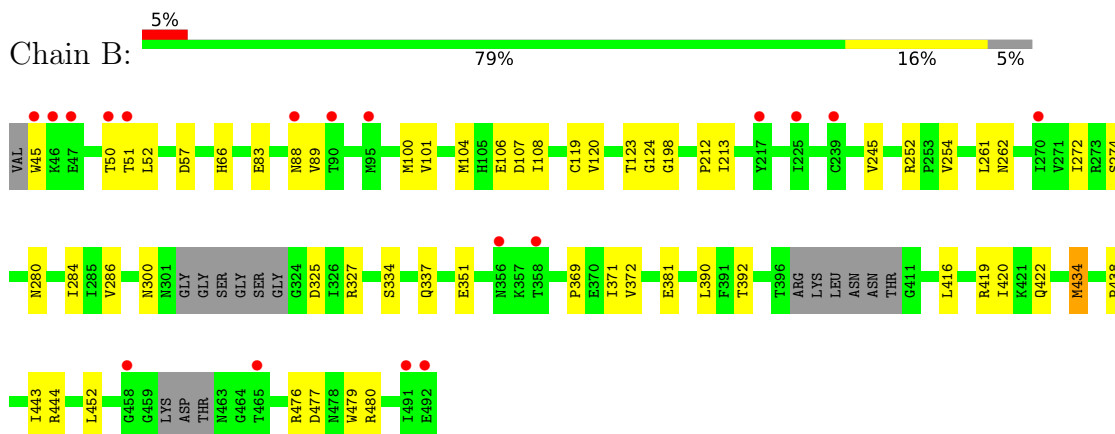 5%
Chain B:
79% 16% 5%
VAL W45 K46 E47 T50 T51 L52 D57 H66 E83 N88 V89 T90 M95 M100 V101 M104 H105 E106 D107 I108 C119 V120 T123 G124 G198 P212 I213 Y217 I225 C239 V245 R252 P253 V254 L261 N262 I270 V271 I272 R273 S274
N280 I284 I285 V286 N300 N301 GLY GLY SER GLY SER GLY G324 D325 I326 R327 S334 Q337 E351 N356 K357 T358 P369 E370 I371 V372 E381 L390 F391 T392 T396 ARG LYS LEU ASN ASN THR G411 L416 R419 I420 K421 Q422 M434
I443 R444 L452 G458 G459 LYS ASP THR N463 G464 T465 R476 D477 N478 W479 R480 I491 E492